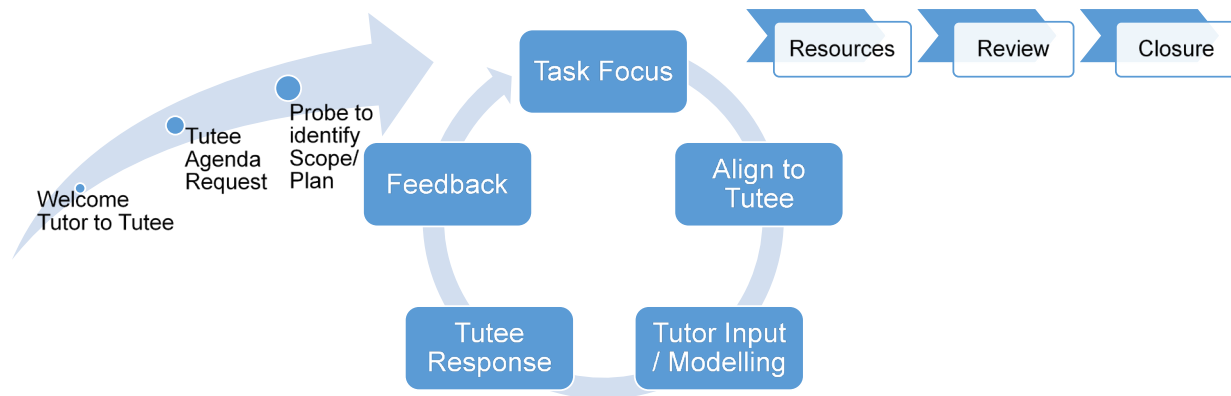 Welcome
Tutor to Tutee
Tutee
Agenda
Request
Probe to
identify
Scope/
Plan
Task Focus
Align to
Tutee
Tutor Input
/ Modelling
Tutee
Response
Feedback
Resources
Review
Closure